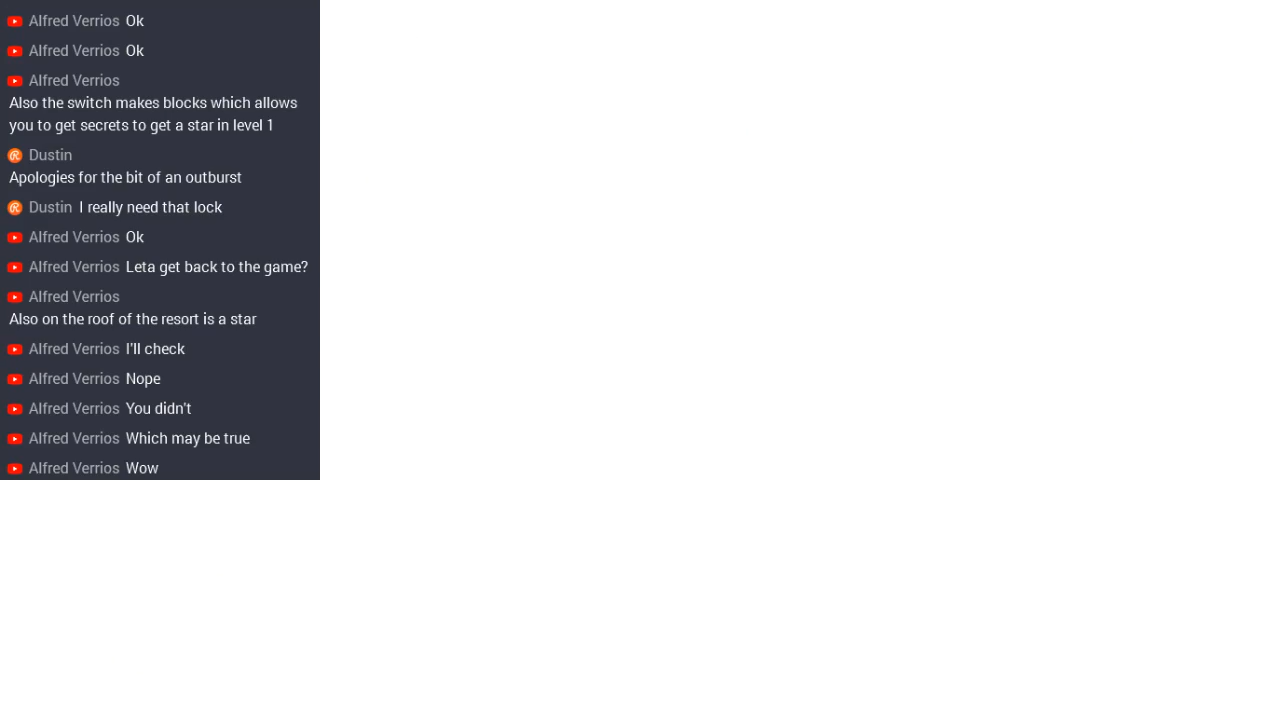 Alfred Verrios Ok
Alfred Verrios Ok
Alfred Verrios
Also the switch makes blocks which allows
you to get secrets to get a star in level 1
Dustin
Apologies for the bit of an outburst
Dustin I really need that lock
Alfred Verrios Ok
Alfred Verrios Leta get back to the game?
Alfred Verrios
Also on the roof of the resort is a star
Alfred Verrios I'll check
Alfred Verrios Nope
Alfred Verrios You didn't
Alfred Verrios Which may be true
Alfred Verrios Wow